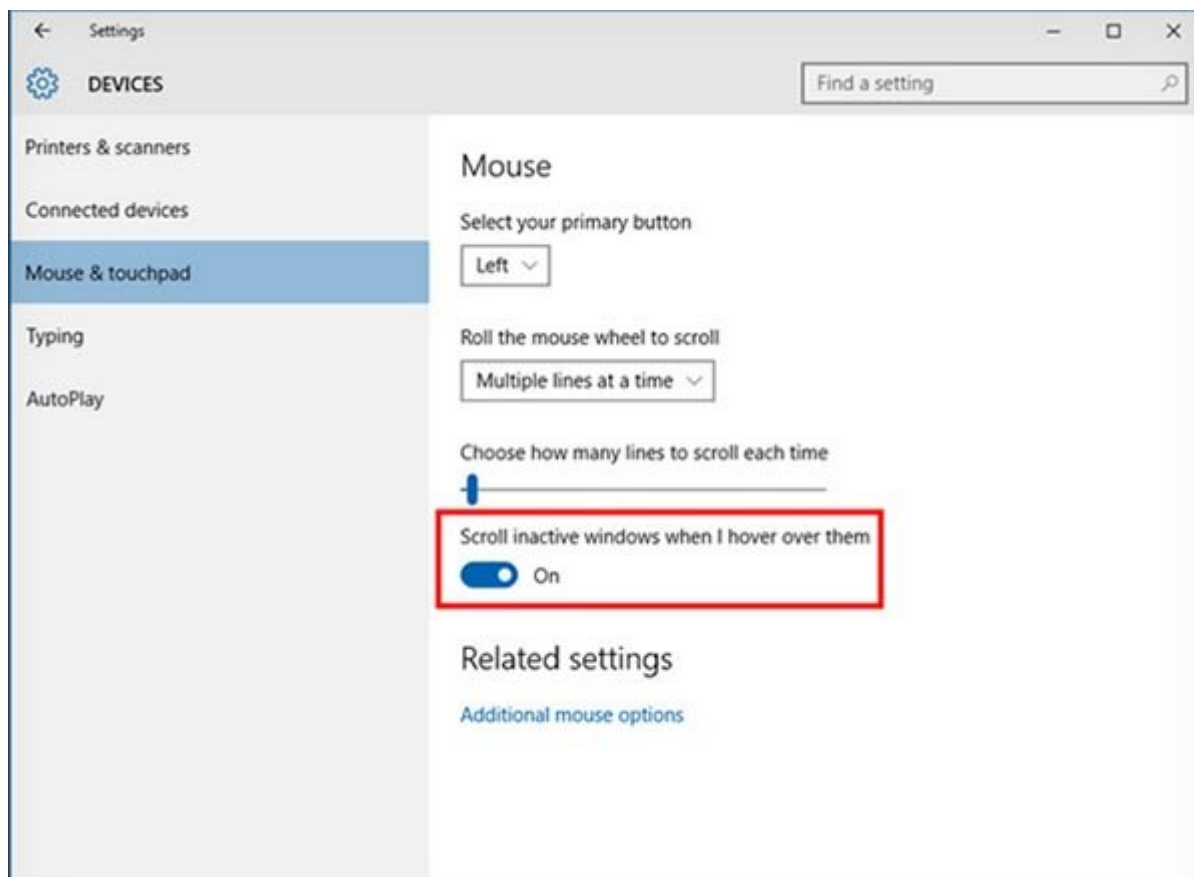 Settings
DEVICES
Find a setting
Printers & scanners
Connected devices
Mouse & touchpad
Typing
AutoPlay
Mouse
Select your primary button
Left
Roll the mouse wheel to scroll
Multiple lines at a time
Choose how many lines to scroll each time
Scroll inactive windows when I hover over them
On
Related settings
Additional mouse options